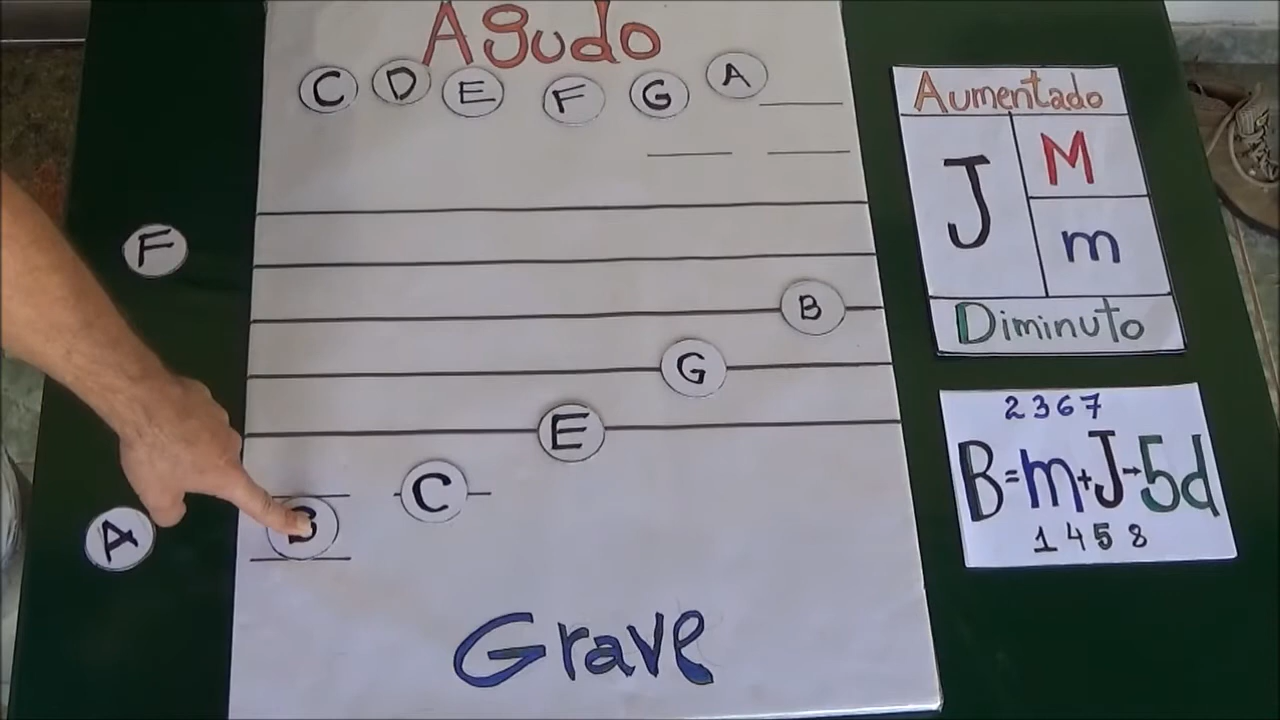 Agudo
C D E F G A
F
B
G
E
C
A
Grave
Aumentado
J M
m
Diminuto
2 3 6 7
B=m+J→5d
1 4 5 8